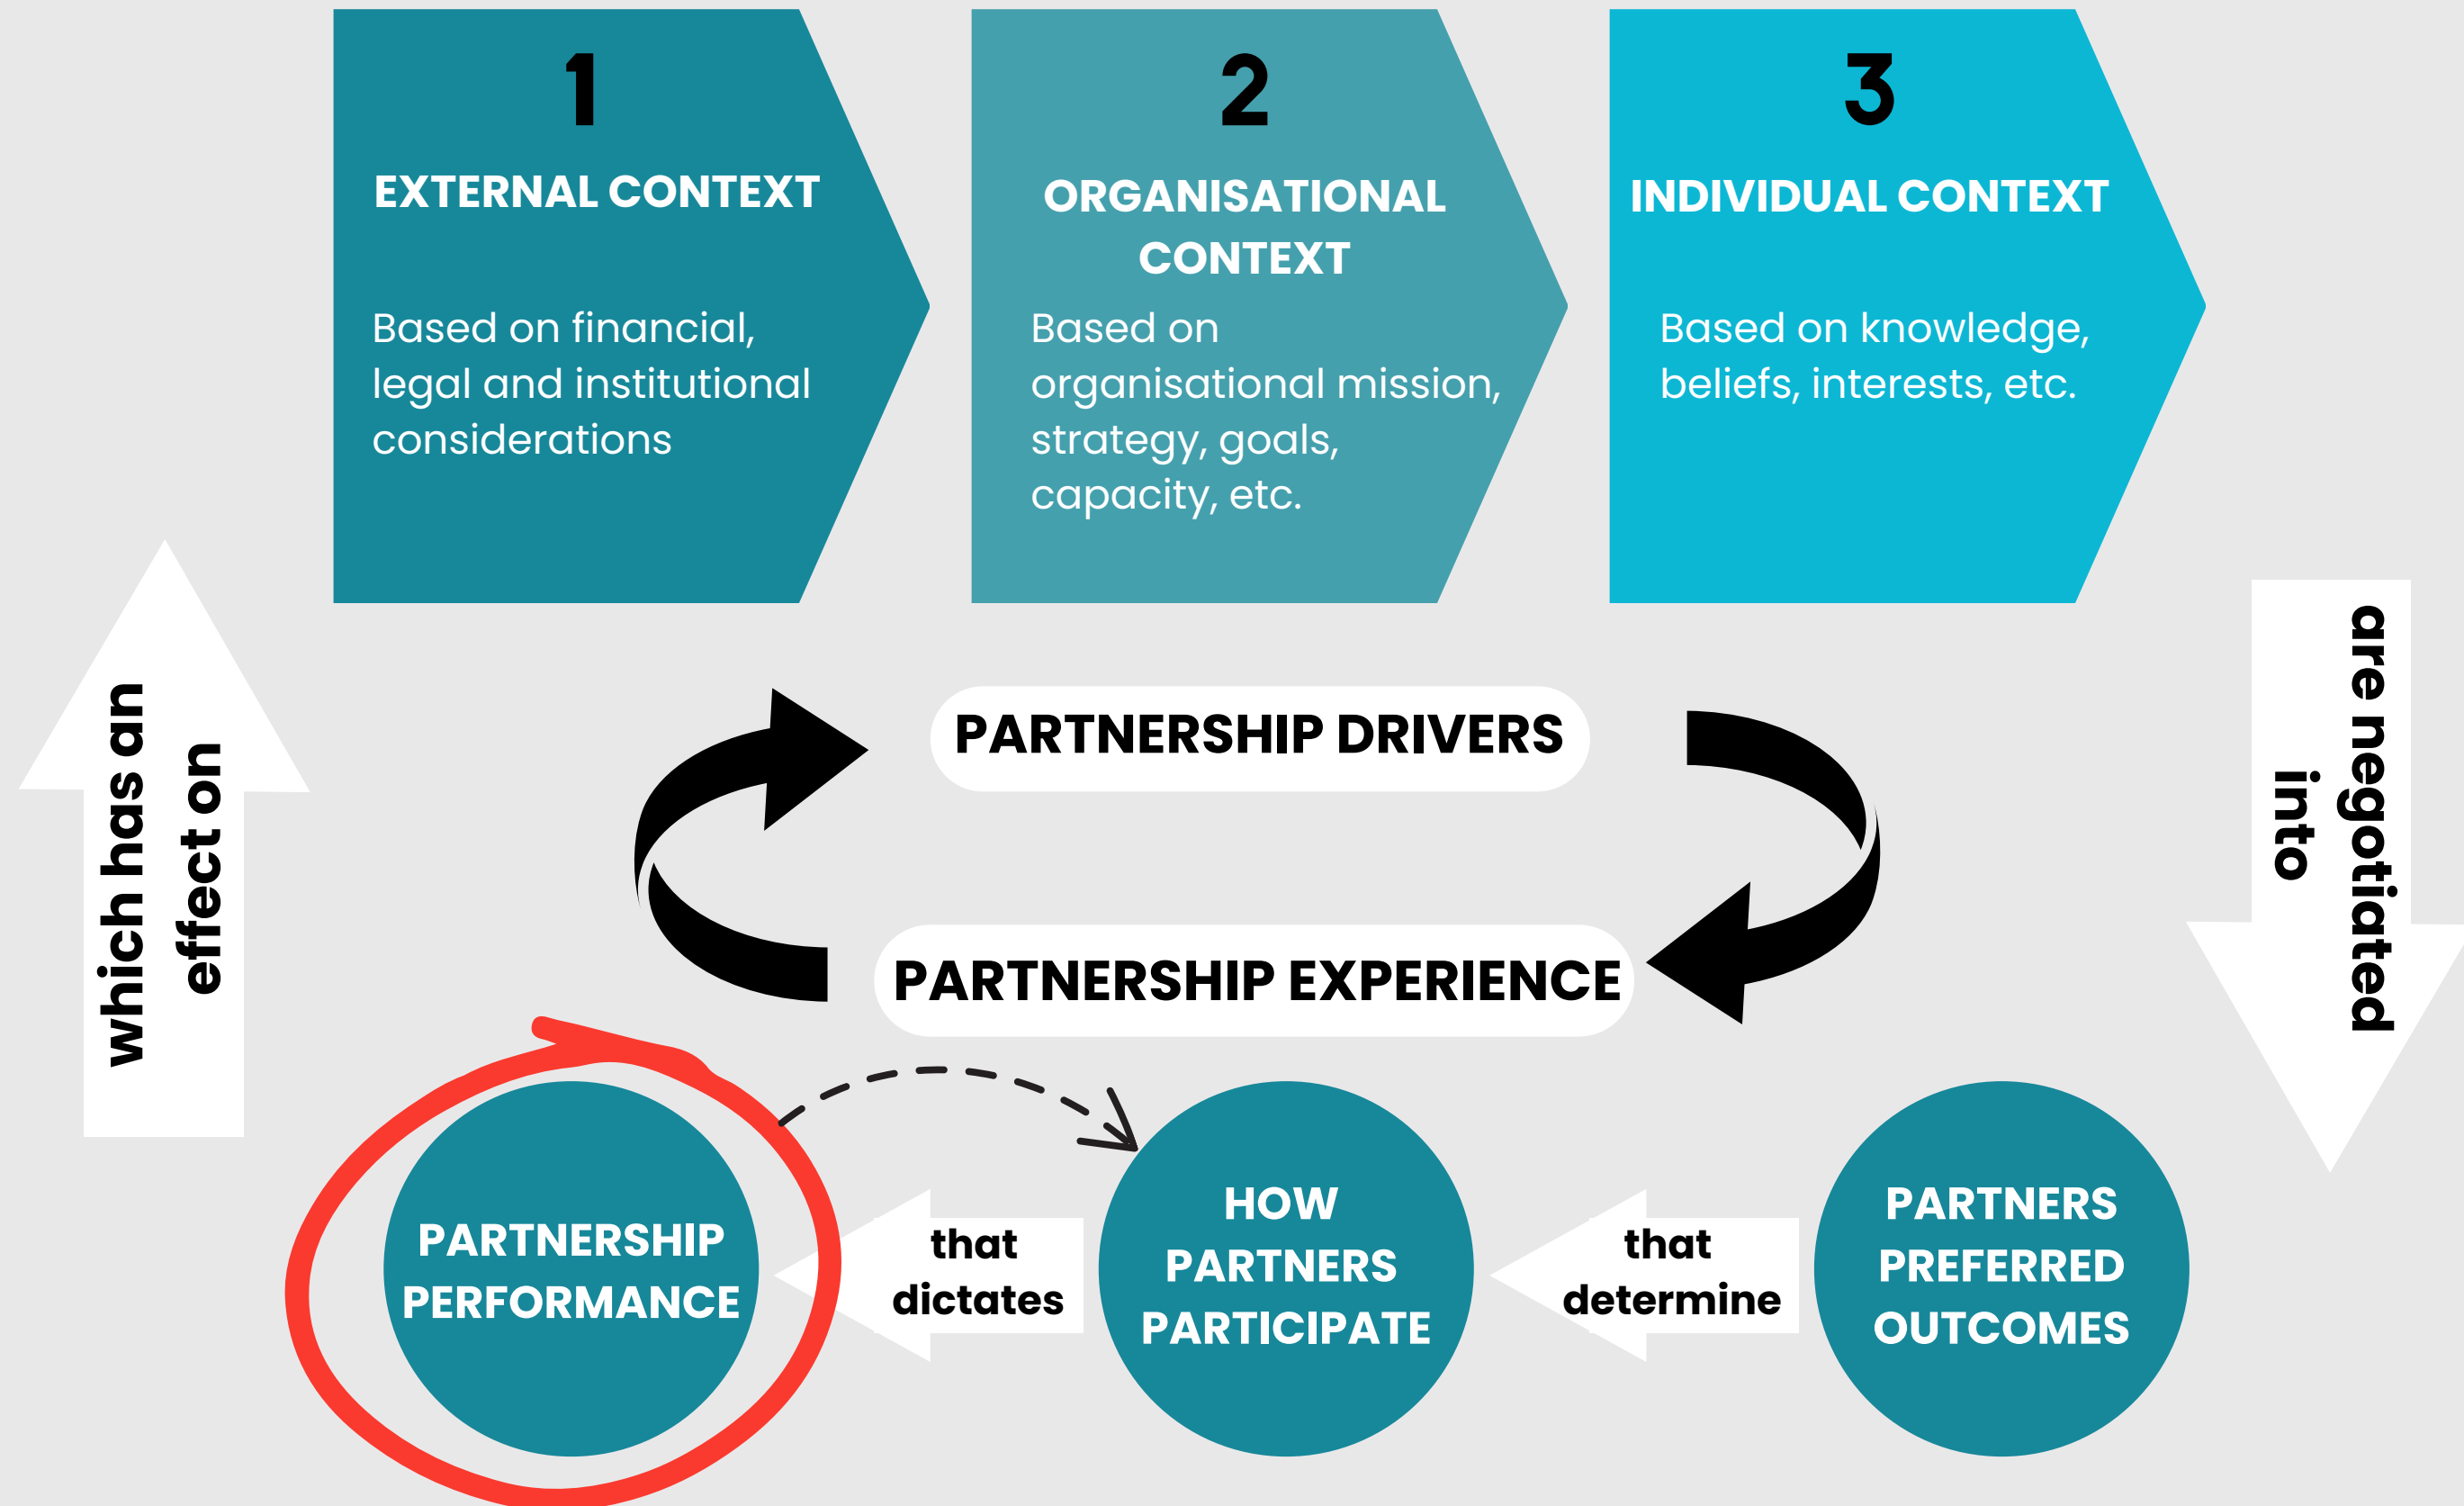 1
EXTERNAL CONTEXT
Based on financial,
legal and institutional
considerations
2
ORGANISATIONAL
CONTEXT
Based on
organisational mission,
strategy, goals,
capacity, etc.
3
INDIVIDUAL CONTEXT
Based on knowledge,
beliefs, interests, etc.
which has an
effect on
PARTNERSHIP DRIVERS
PARTNERSHIP EXPERIENCE
are negotiated
into
PARTNERSHIP
PERFORMANCE
that
dictates
HOW
PARTNERS
PARTICIPATE
that
determine
PARTNERS
PREFERRED
OUTCOMES